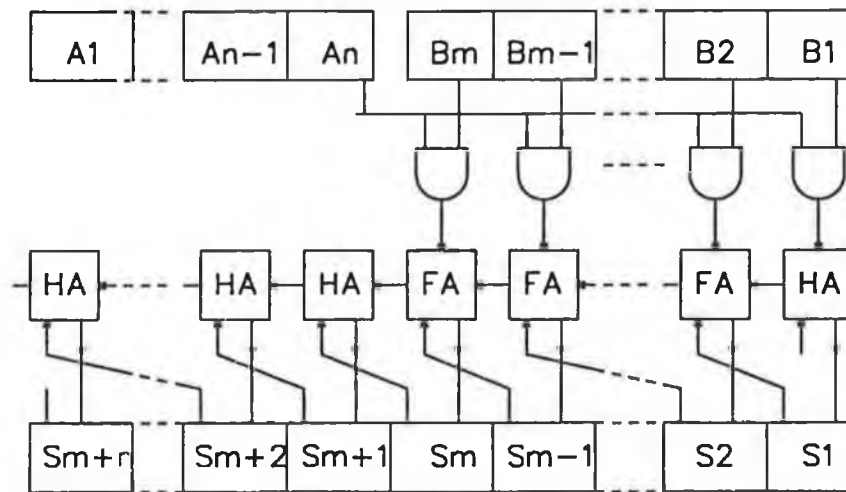 A1 An-1 An Bm Bm-1 B2 B1
HA HA HA FA FA FA HA
Sm+n Sm+2 Sm+1 Sm Sm-1 S2 S1